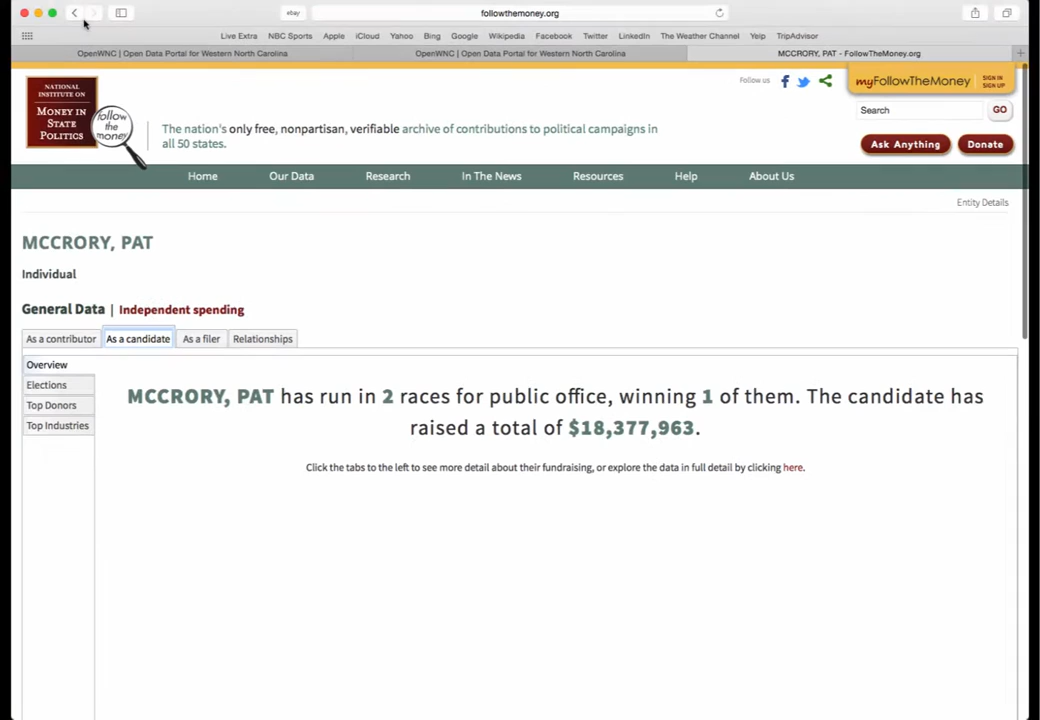 ebay
followthemoney.org
Live Extra NBC Sports Apple iCloud Yahoo Bing Google Wikipedia Facebook Twitter LinkedIn The Weather Channel Yelp TripAdvisor
OpenWNC | Open Data Portal for Western North Carolina OpenWNC | Open Data Portal for Western North Carolina MCCRORY, PAT - FollowTheMoney.org
NATIONAL
INSTITUTE ON
MONEY IN
STATE
POLITICS
follow
the
money
The nation's only free, nonpartisan, verifiable archive of contributions to political campaigns in
all 50 states.
Follow us
myFollowTheMoney
SIGN IN
SIGN UP
Search GO
Ask Anything Donate
Home Our Data Research In The News Resources Help About Us
Entity Details
MCCRORY, PAT
Individual
General Data | Independent spending
As a contributor As a candidate As a filer Relationships
Overview
Elections
Top Donors
Top Industries
MCCRORY, PAT has run in 2 races for public office, winning 1 of them. The candidate has
raised a total of $18,377,963.
Click the tabs to the left to see more detail about their fundraising, or explore the data in full detail by clicking here.